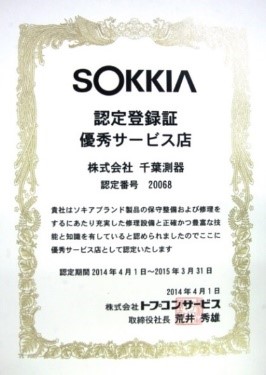 SOKKIA
認定登録証
優秀サービス店
株式会社 千葉測器
認定番号 20068
貴社はソキアブランド製品の保守整備および修理を
するにあたり充実した修理設備と正確かつ豊富な技
能と知識を有していると認められましたのでここに
優秀サービス店として認定いたします
認定期間 2014年4月1日～2015年3月31日
2014年4月1日
株式会社 トプコンサービス
取締役社長 荒井 秀雄